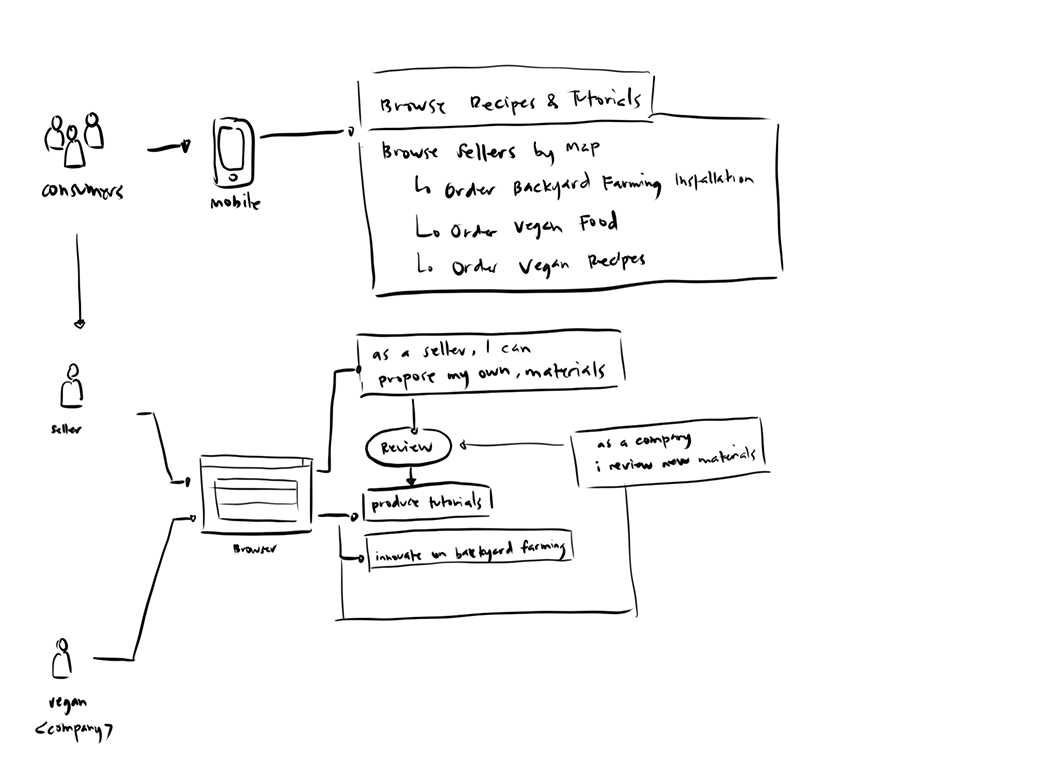 Browse Recipes & Tutorials
consumers
mobile
Browse sellers by map
Order Backyard Farming Installation
Order vegan Food
Order Vegan Recipes
as a seller, I can
propose my own, materials
seller
Review
as a company
i review new materials
produce tutorials
Browser
innovate on backyard farming
vegan
<company>